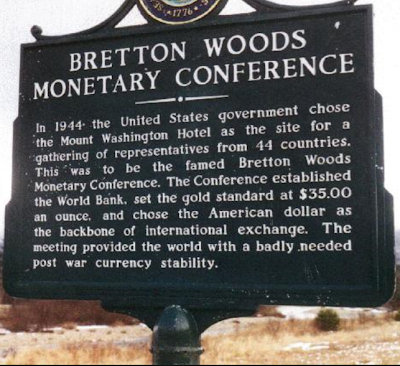 1776
BRETTON WOODS
MONETARY CONFERENCE
In 1944 the United States government chose
the Mount Washington Hotel as the site for a
gathering of representatives from 44 countries.
This was to be the famed Bretton Woods
Monetary Conference. The Conference established
the World Bank, set the gold standard at $35.00
an ounce, and chose the American dollar as
the backbone of international exchange. The
meeting provided the world with a badly needed
post war currency stability.